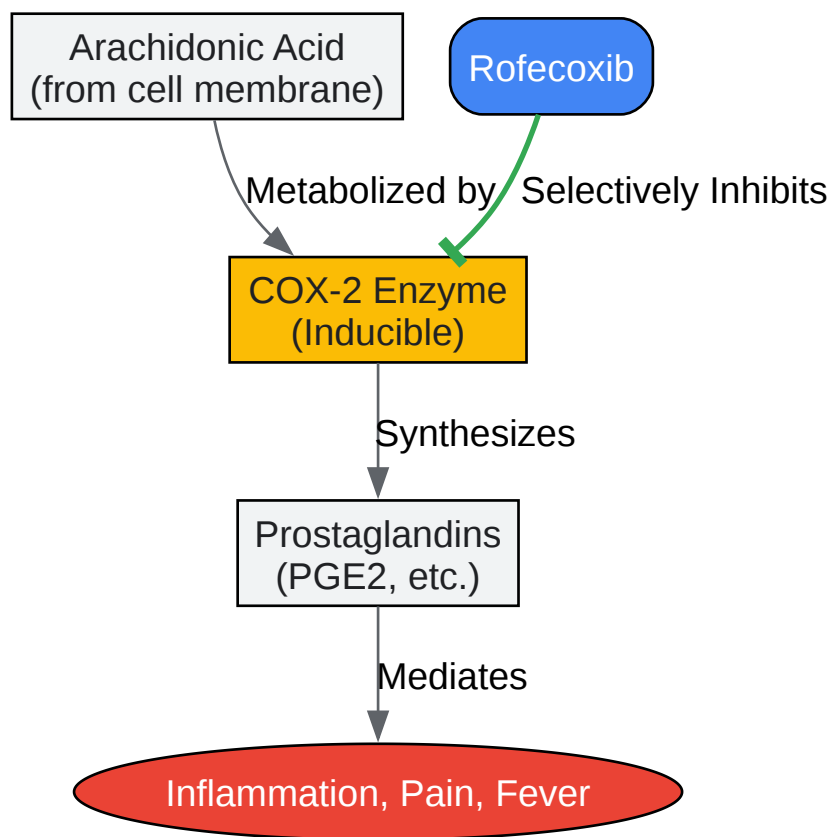 Arachidonic Acid
(from cell membrane)
Rofecoxib
Metabolized by
Selectively Inhibits
COX-2 Enzyme
(Inducible)
Synthesizes
Prostaglandins
(PGE2, etc.)
Mediates
Inflammation, Pain, Fever